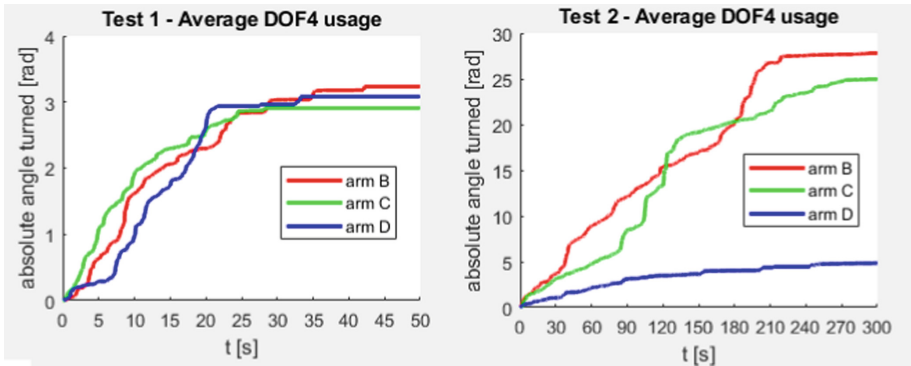 Test 1 - Average DOF4 usage
absolute angle turned [rad]
4
3
2
1
0
0 5 10 15 20 25 30 35 40 45 50
t [s]
arm B
arm C
arm D
Test 2 - Average DOF4 usage
absolute angle turned [rad]
30
25
20
15
10
5
0
0 30 60 90 120 150 180 210 240 270 300
t [s]
arm B
arm C
arm D